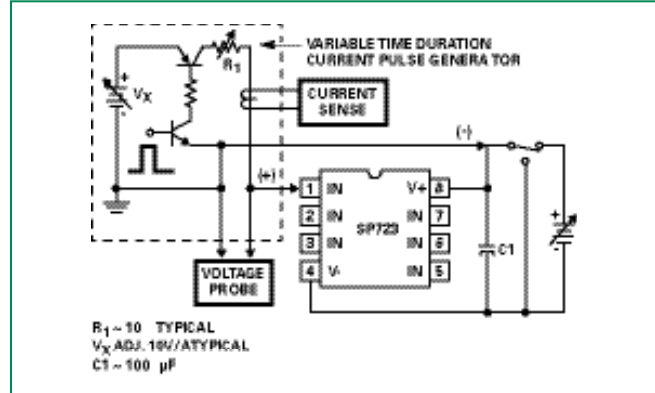 VARIABLE TIME DURATION
CURRENT PULSE GENERATOR
R1
+
VX
-
CURRENT
SENSE
(-)
(+)
1 IN V+ 8
2 IN IN 7
3 IN IN 6
4 V- IN 5
SP723
+
-
C1
VOLTAGE
PROBE
R1 ~ 10 TYPICAL
VX ADJ. 10V/A TYPICAL
C1 ~ 100 µF